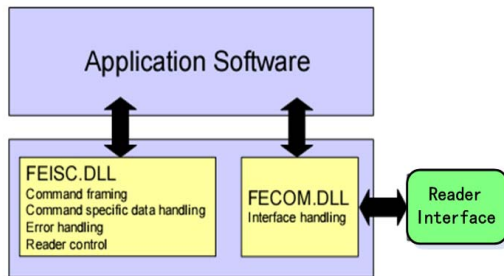 Application Software
FEISC.DLL
Command framing
Command specific data handling
Error handling
Reader control
FECOM.DLL
Interface handling
Reader
Interface